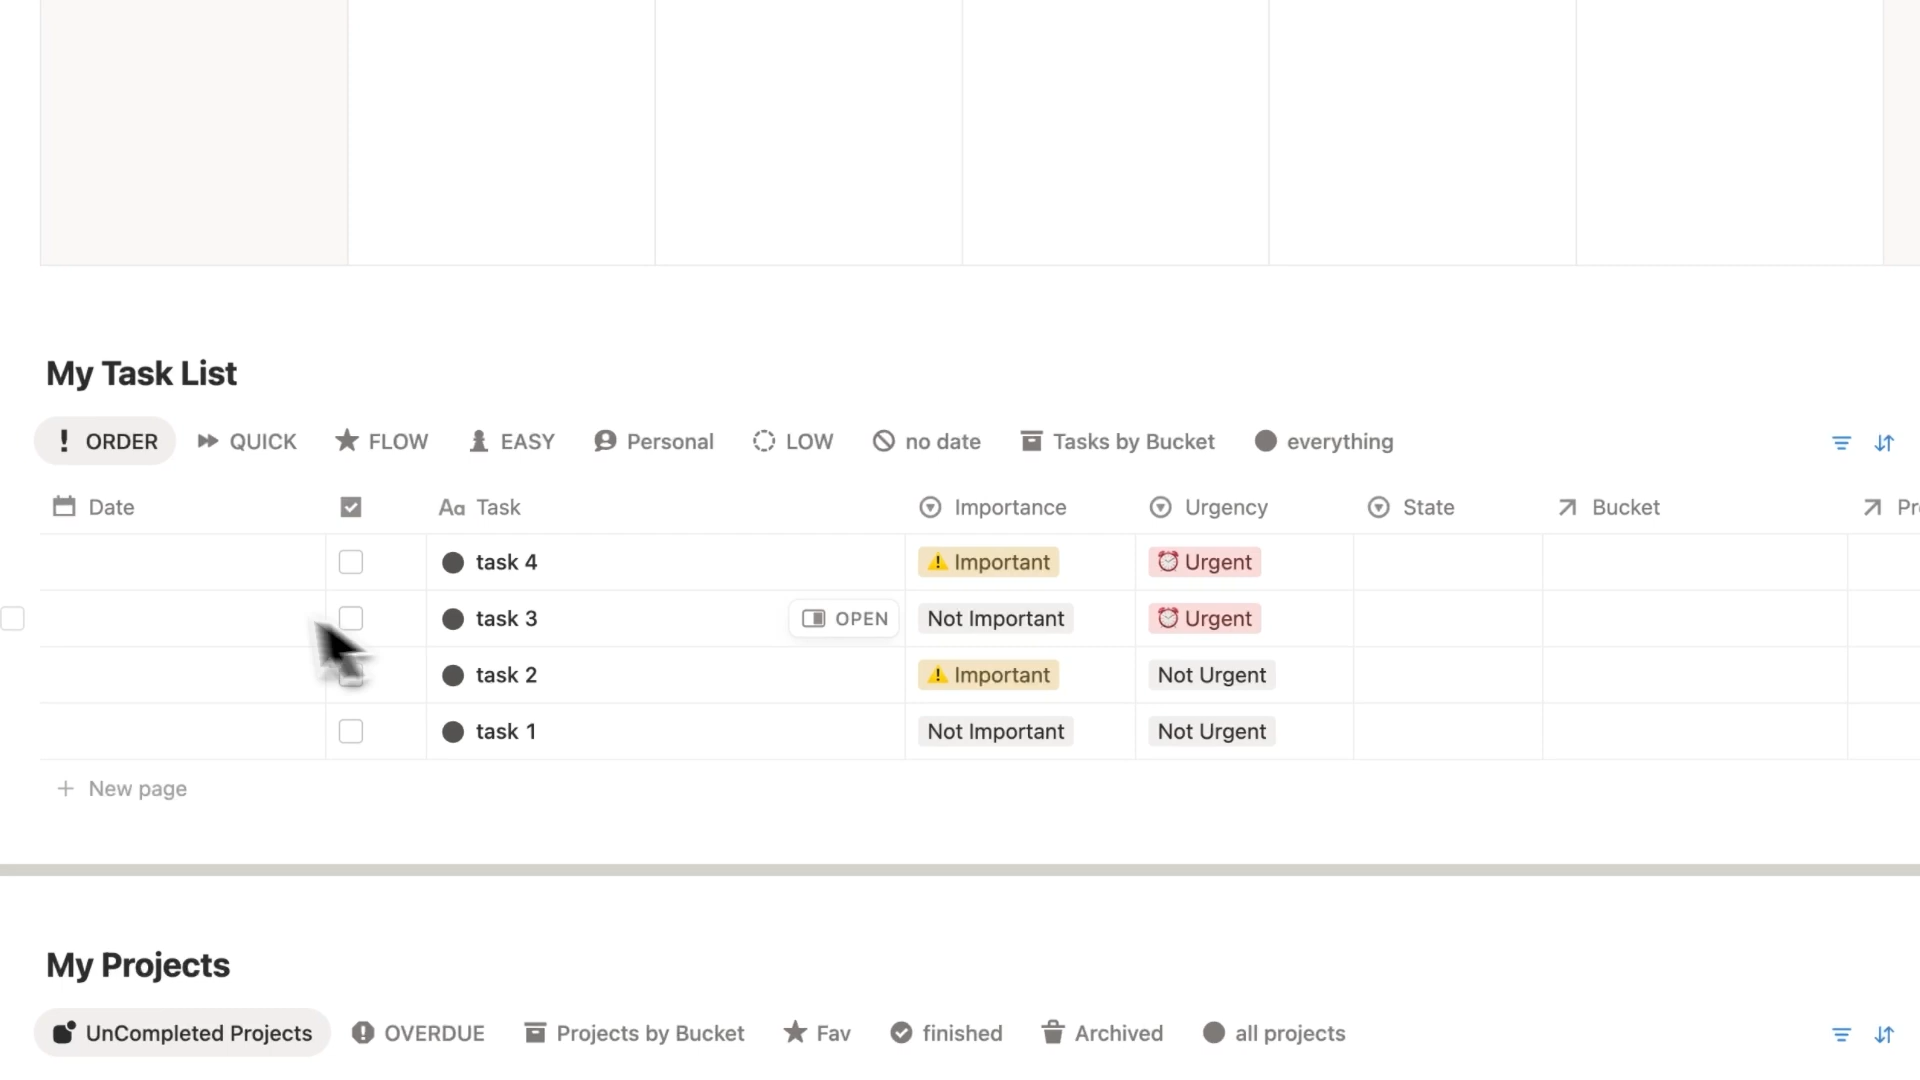 My Task List
ORDER QUICK FLOW EASY Personal LOW no date Tasks by Bucket everything
Date Aa Task Importance Urgency State Bucket
task 4 Important Urgent
task 3 OPEN Not Important Urgent
task 2 Important Not Urgent
task 1 Not Important Not Urgent
+ New page
My Projects
UnCompleted Projects OVERDUE Projects by Bucket Fav finished Archived all projects